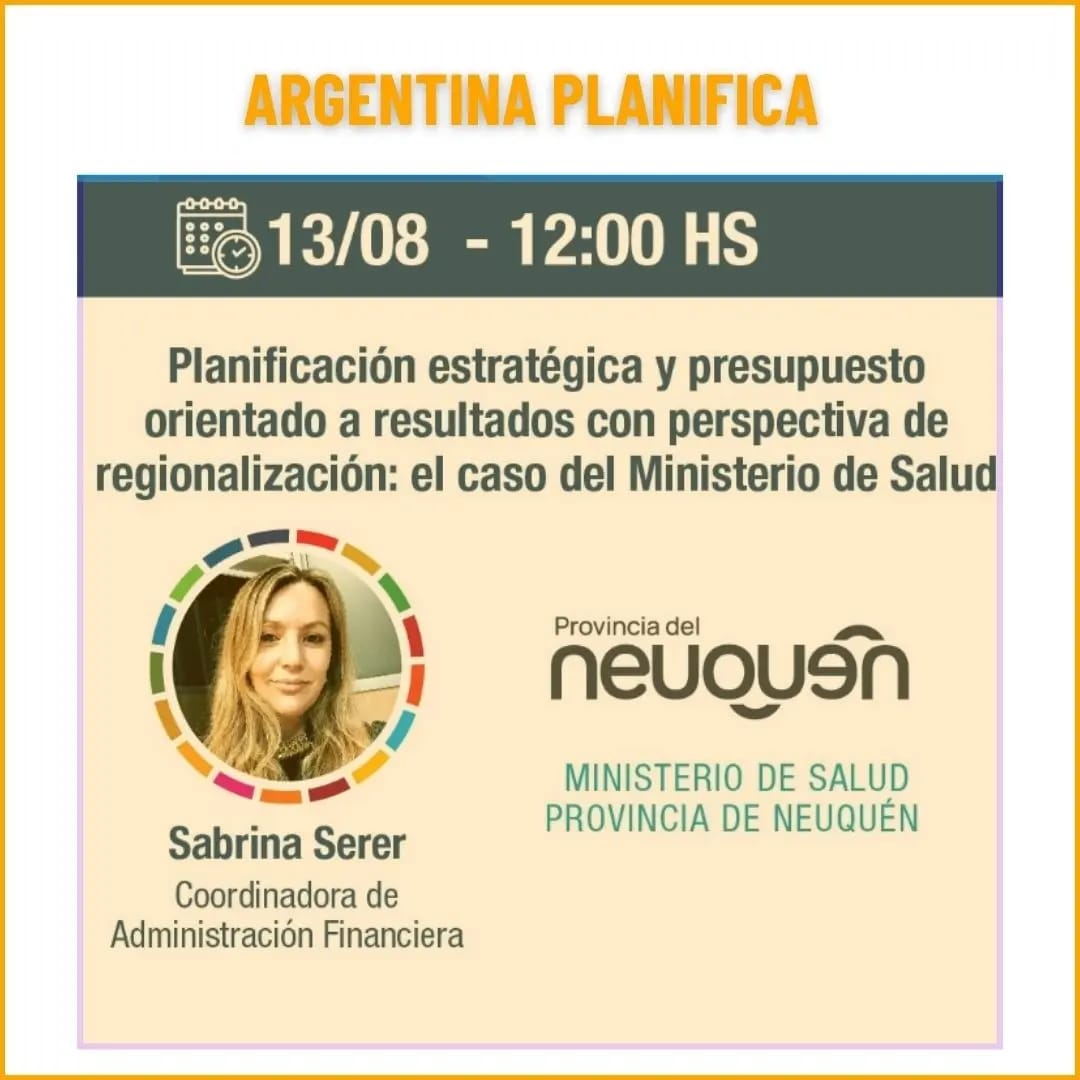 ARGENTINA PLANIFICA
13/08 - 12:00 HS
Planificación estratégica y presupuesto
orientado a resultados con perspectiva de
regionalización: el caso del Ministerio de Salud
Sabrina Serer
Coordinadora de
Administración Financiera
Provincia del
neuquén
MINISTERIO DE SALUD
PROVINCIA DE NEUQUÉN